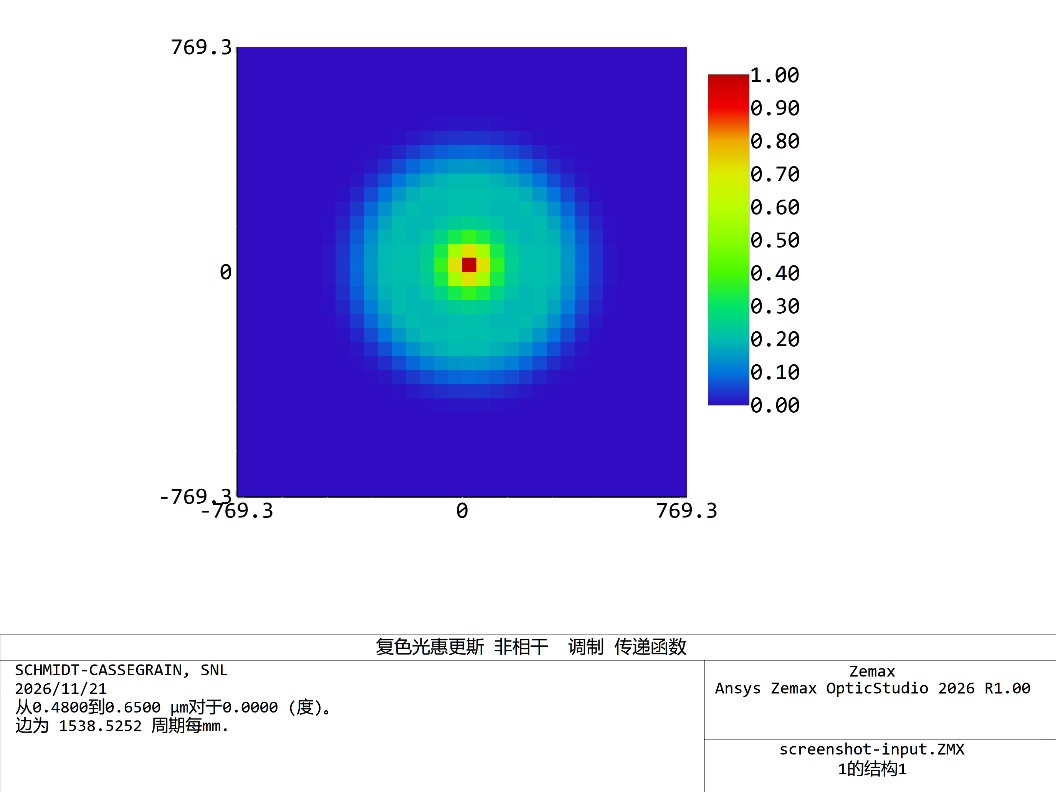 769.3
0
-769.3
-769.3
0
769.3
1.00
0.90
0.80
0.70
0.60
0.50
0.40
0.30
0.20
0.10
0.00
复色光惠更斯 非相干 调制 传递函数
SCHMIDT-CASSEGRAIN, SNL
2026/11/21
从0.4800到0.6500 µm对于0.0000 (度)。
边为 1538.5252 周期每mm.
Zemax
Ansys Zemax OpticStudio 2026 R1.00
screenshot-input.ZMX
1的结构1